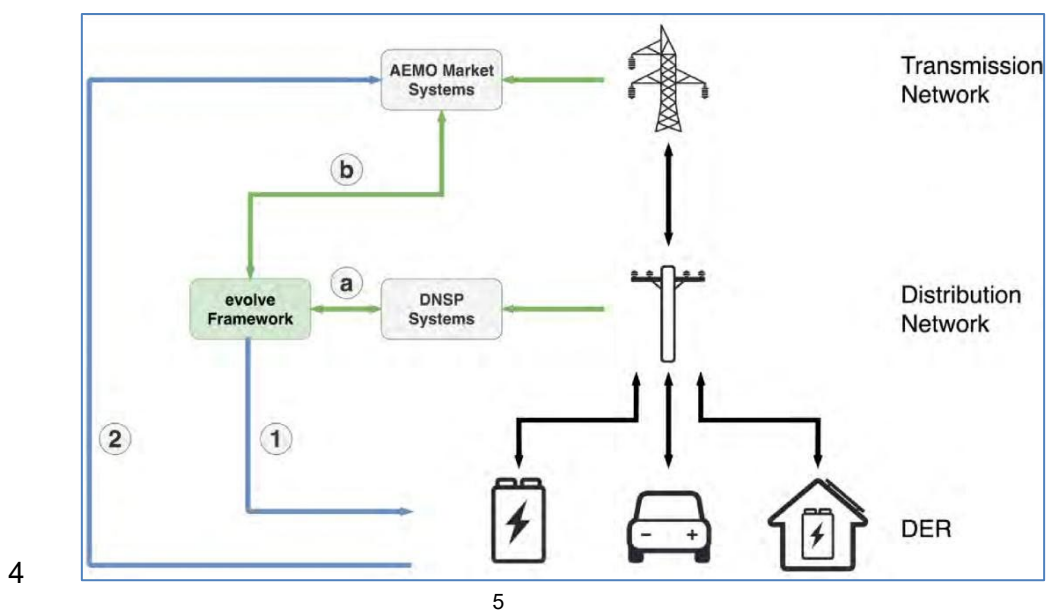 AEMO Market
Systems
Transmission
Network
b
evolve
Framework
a
DNSP
Systems
Distribution
Network
2
1
- +
DER
4
5